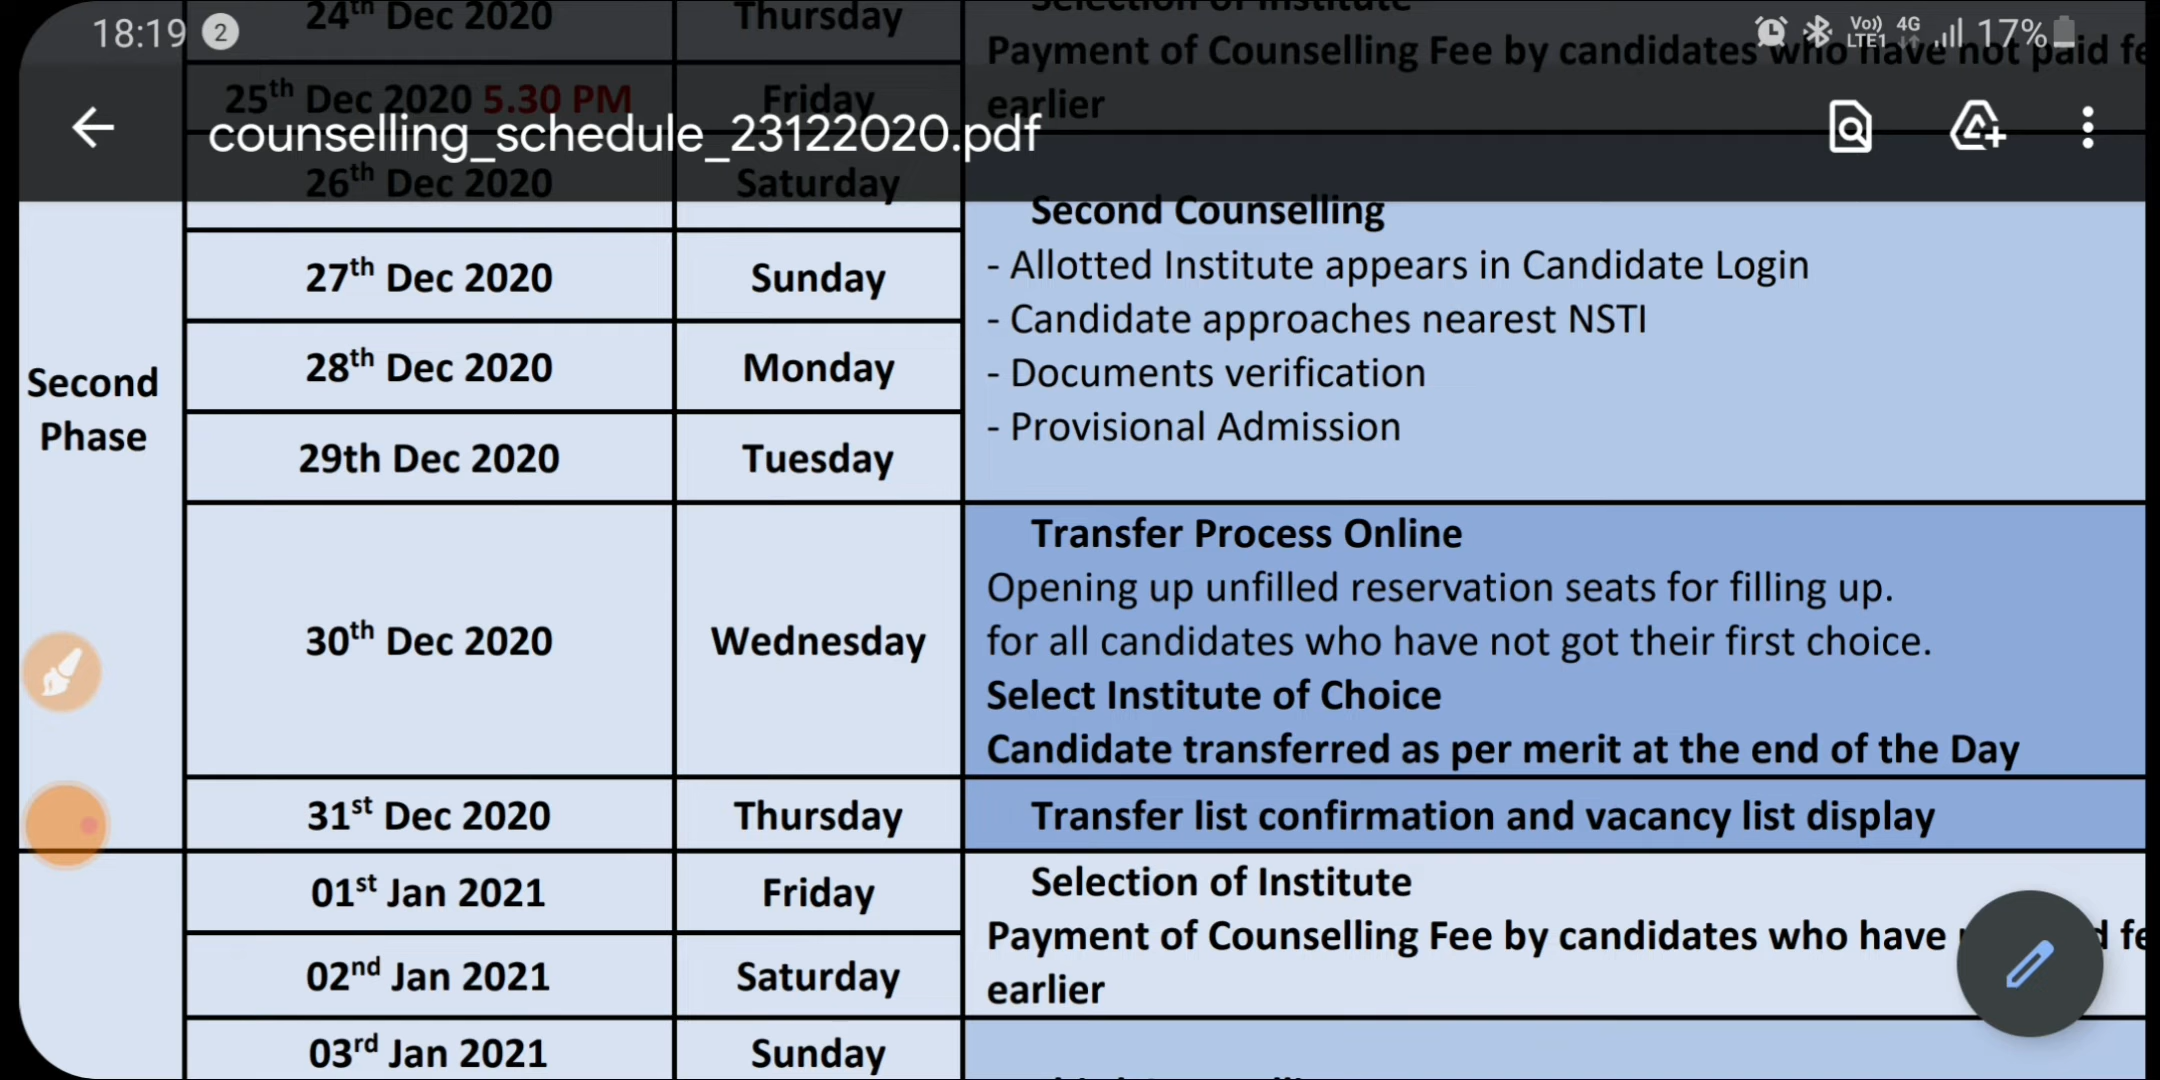 24th Dec 2020 Thursday Selection of Institute
18:19 2 Vo)) LTE1 4G 17%
Payment of Counselling Fee by candidates who have not paid fe
25th Dec 2020 5.30 PM Friday earlier
counselling_schedule_23122020.pdf
26th Dec 2020 Saturday
Second Counselling
27th Dec 2020 Sunday
- Allotted Institute appears in Candidate Login
- Candidate approaches nearest NSTI
28th Dec 2020 Monday
- Documents verification
Second Phase
- Provisional Admission
29th Dec 2020 Tuesday
Transfer Process Online
Opening up unfilled reservation seats for filling up.
30th Dec 2020 Wednesday
for all candidates who have not got their first choice.
Select Institute of Choice
Candidate transferred as per merit at the end of the Day
31st Dec 2020 Thursday Transfer list confirmation and vacancy list display
01st Jan 2021 Friday
Selection of Institute
Payment of Counselling Fee by candidates who have
02nd Jan 2021 Saturday
earlier
03rd Jan 2021 Sunday